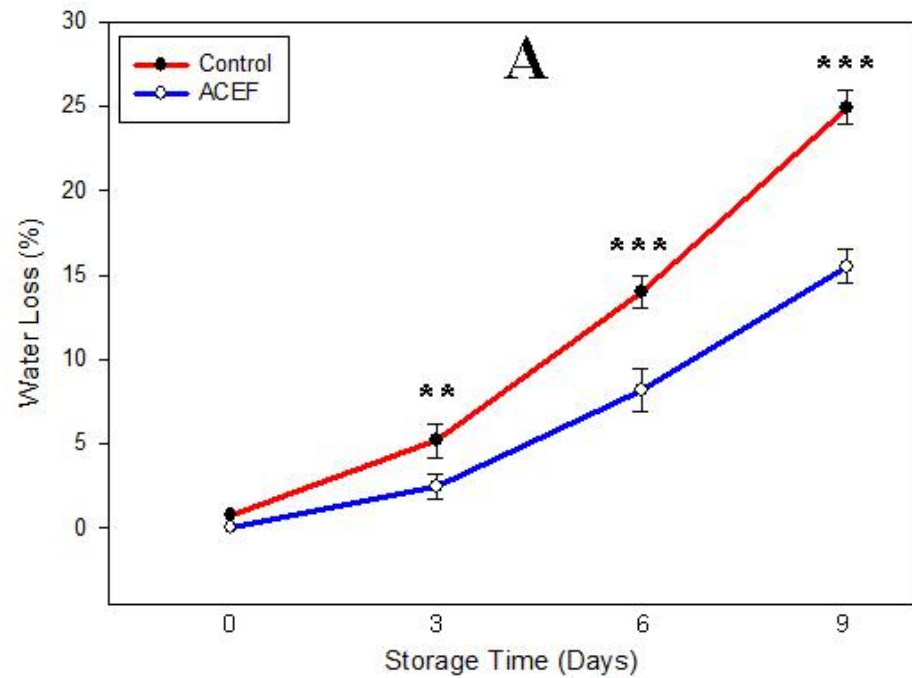 30
A
***
Control
ACEF
25
20
***
15
Water Loss (%)
10
**
5
0
0 3 6 9
Storage Time (Days)